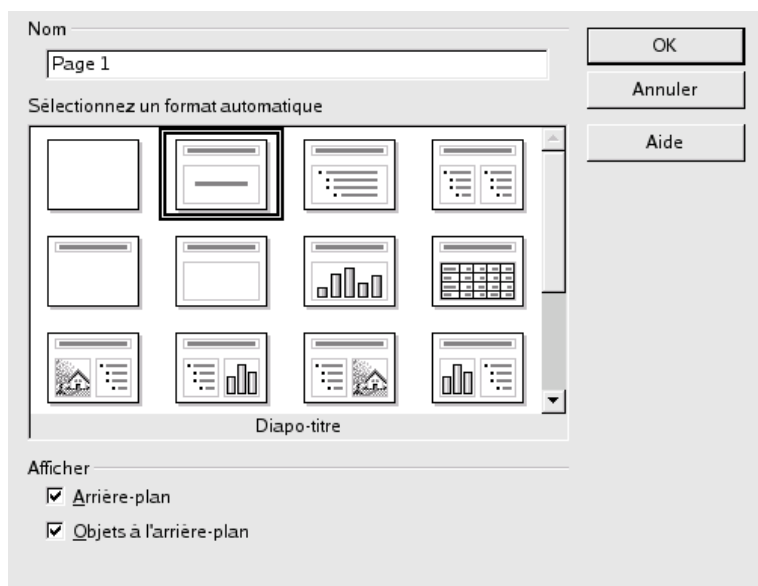 Nom
Page 1
Sélectionnez un format automatique
Diapo-titre
Afficher
Arrière-plan
Objets à l'arrière-plan
OK
Annuler
Aide